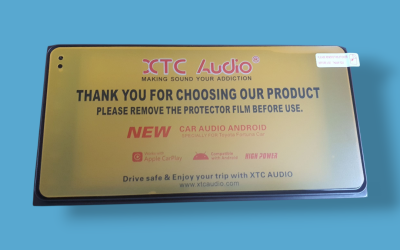 XTC Audio®
MAKING SOUND YOUR ADDICTION
THANK YOU FOR CHOOSING OUR PRODUCT
PLEASE REMOVE THE PROTECTOR FILM BEFORE USE.
NEW CAR AUDIO ANDROID
Apple CarPlay
HIGH POWER
Drive safe & Enjoy your trip with XTC AUDIO
www.xtcaudio.com